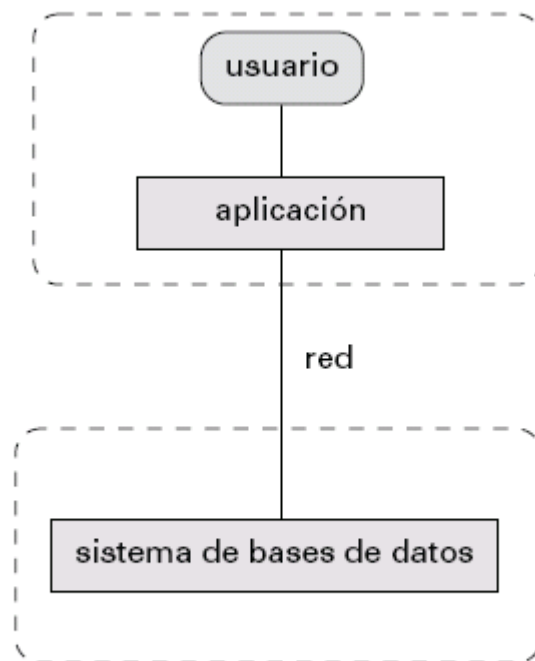 usuario
aplicación
red
sistema de bases de datos